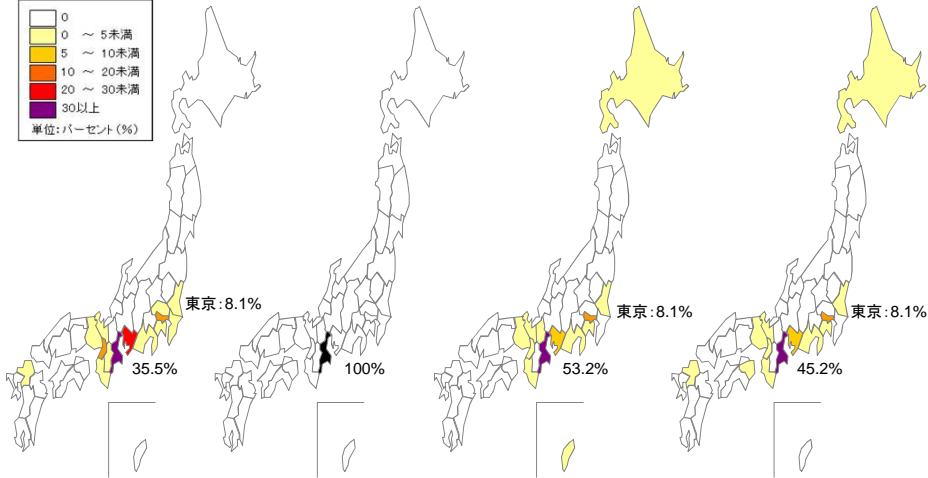 0
0 ～ 5未満
5 ～ 10未満
10 ～ 20未満
20 ～ 30未満
30以上
単位：パーセント（%）
東京：8.1%
35.5%
100%
東京：8.1%
53.2%
東京：8.1%
45.2%